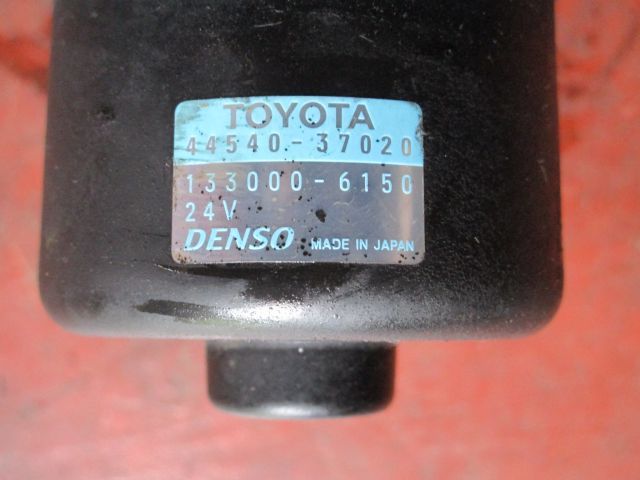 TOYOTA
44540-37020
133000-6150
24V
DENSO MADE IN JAPAN